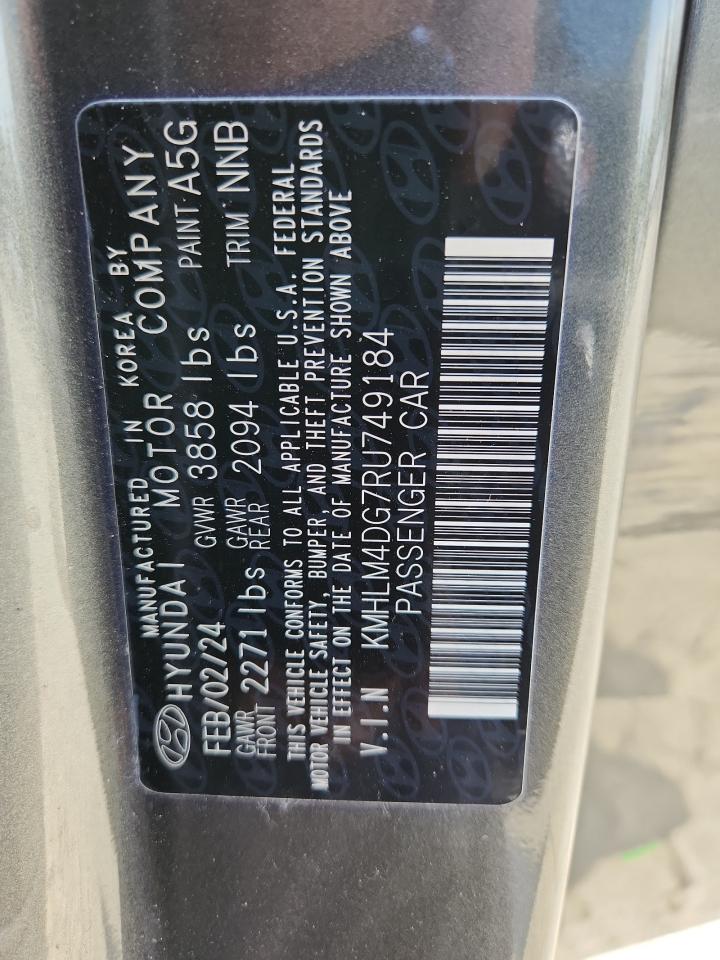 MANUFACTURED IN KOREA BY
HYUNDAI MOTOR COMPANY
FEB/02/24 GVWR 3858 lbs PAINT A5G
GAWR FRONT 2271 lbs GAWR REAR 2094 lbs TRIM NNB
THIS VEHICLE CONFORMS TO ALL APPLICABLE U.S.A. FEDERAL
MOTOR VEHICLE SAFETY, BUMPER, AND THEFT PREVENTION STANDARDS
IN EFFECT ON THE DATE OF MANUFACTURE SHOWN ABOVE
V.I.N KMHLM4DG7RU749184
PASSENGER CAR